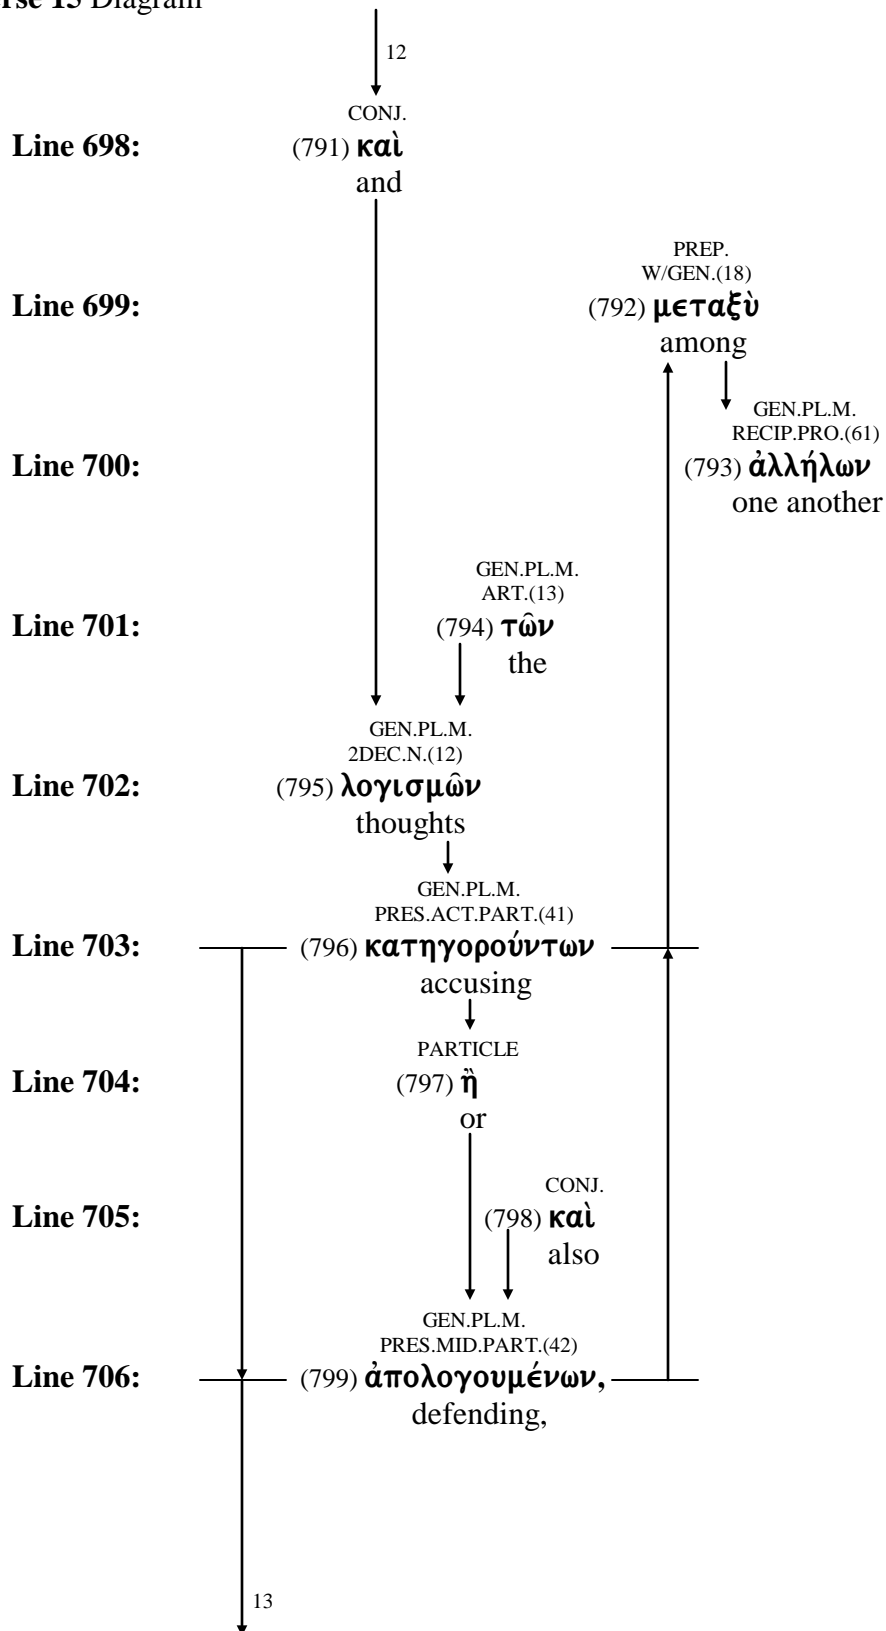 Diagram
12
CONJ.
Line 698: (791) καὶ
and
PREP.
W/GEN.(18)
Line 699: (792) μεταξὺ
among
GEN.PL.M.
RECIP.PRO.(61)
Line 700: (793) ἀλλήλων
one another
GEN.PL.M.
ART.(13)
Line 701: (794) τῶν
the
GEN.PL.M.
2DEC.N.(12)
Line 702: (795) λογισμῶν
thoughts
GEN.PL.M.
PRES.ACT.PART.(41)
Line 703: (796) κατηγορούντων
accusing
PARTICLE
Line 704: (797) ἢ
or
CONJ.
Line 705: (798) καὶ
also
GEN.PL.M.
PRES.MID.PART.(42)
Line 706: (799) ἀπολογουμένων,
defending,
13